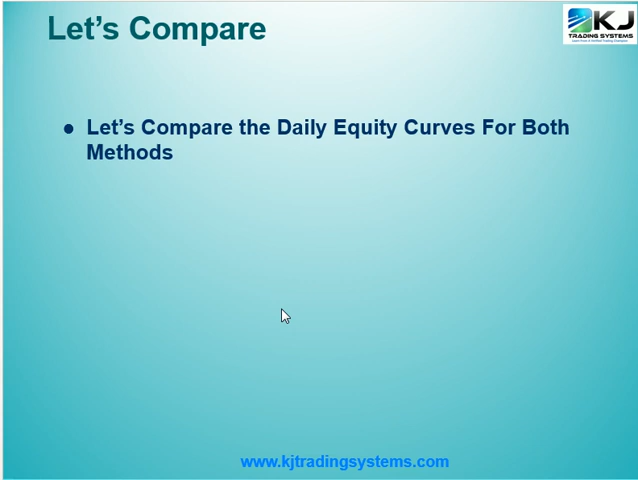 Let's Compare
KJ
TRADING SYSTEMS
● Let's Compare the Daily Equity Curves For Both
Methods
www.kjtradingsystems.com